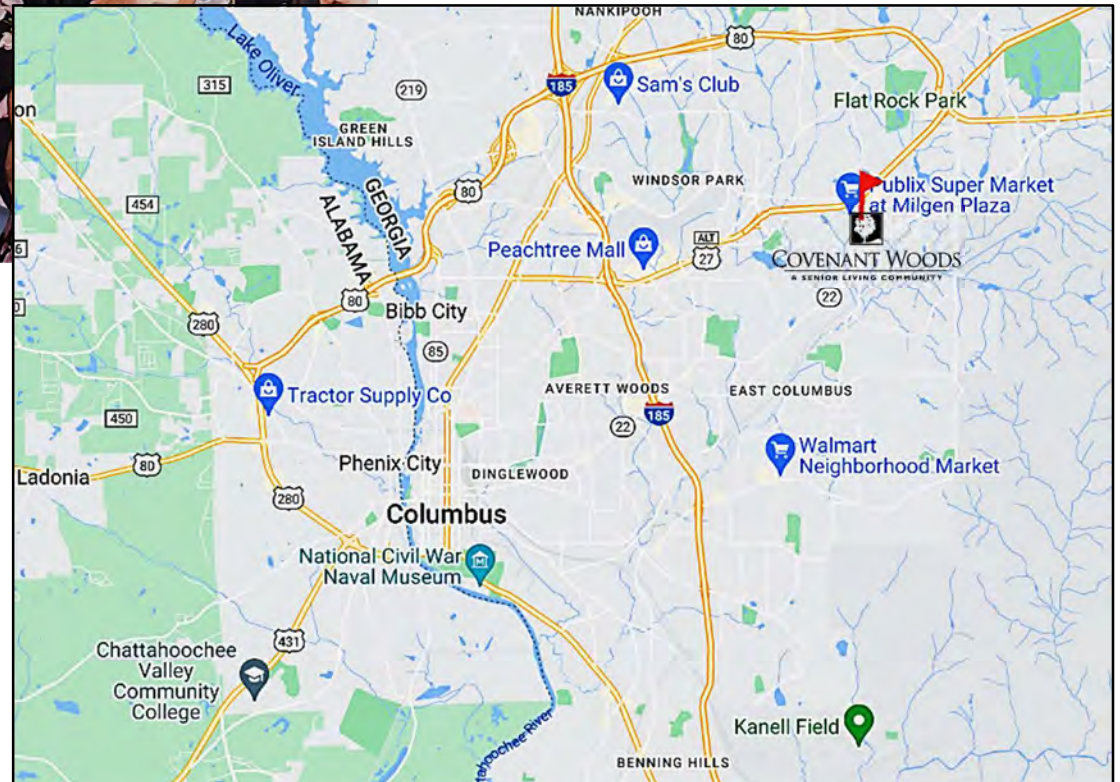 NANKIPOOH
80
Lake Oliver
315
219
185
Sam's Club
Flat Rock Park
on
GREEN
ISLAND HILLS
GEORGIA
ALABAMA
80
WINDSOR PARK
Publix Super Market
at Milgen Plaza
454
Peachtree Mall
ALT
27
COVENANT WOODS
A SENIOR LIVING COMMUNITY
22
6
80
280
Bibb City
85
Tractor Supply Co
AVERETT WOODS
EAST COLUMBUS
185
22
450
Walmart
Neighborhood Market
80
Ladonia
Phenix City
DINGLEWOOD
280
Columbus
National Civil War
Naval Museum
431
Chattahoochee
Valley
Community
College
ahoochee River
Kanell Field
BENNING HILLS